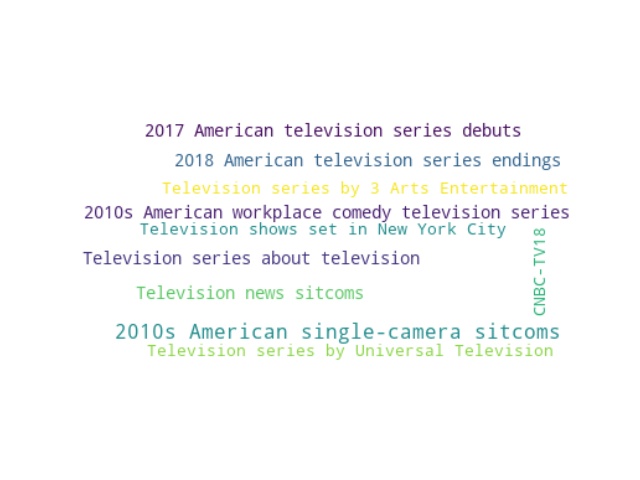 2017 American television series debuts
2018 American television series endings
Television series by 3 Arts Entertainment
2010s American workplace comedy television series
Television shows set in New York City
CNBC-TV18
Television series about television
Television news sitcoms
2010s American single-camera sitcoms
Television series by Universal Television